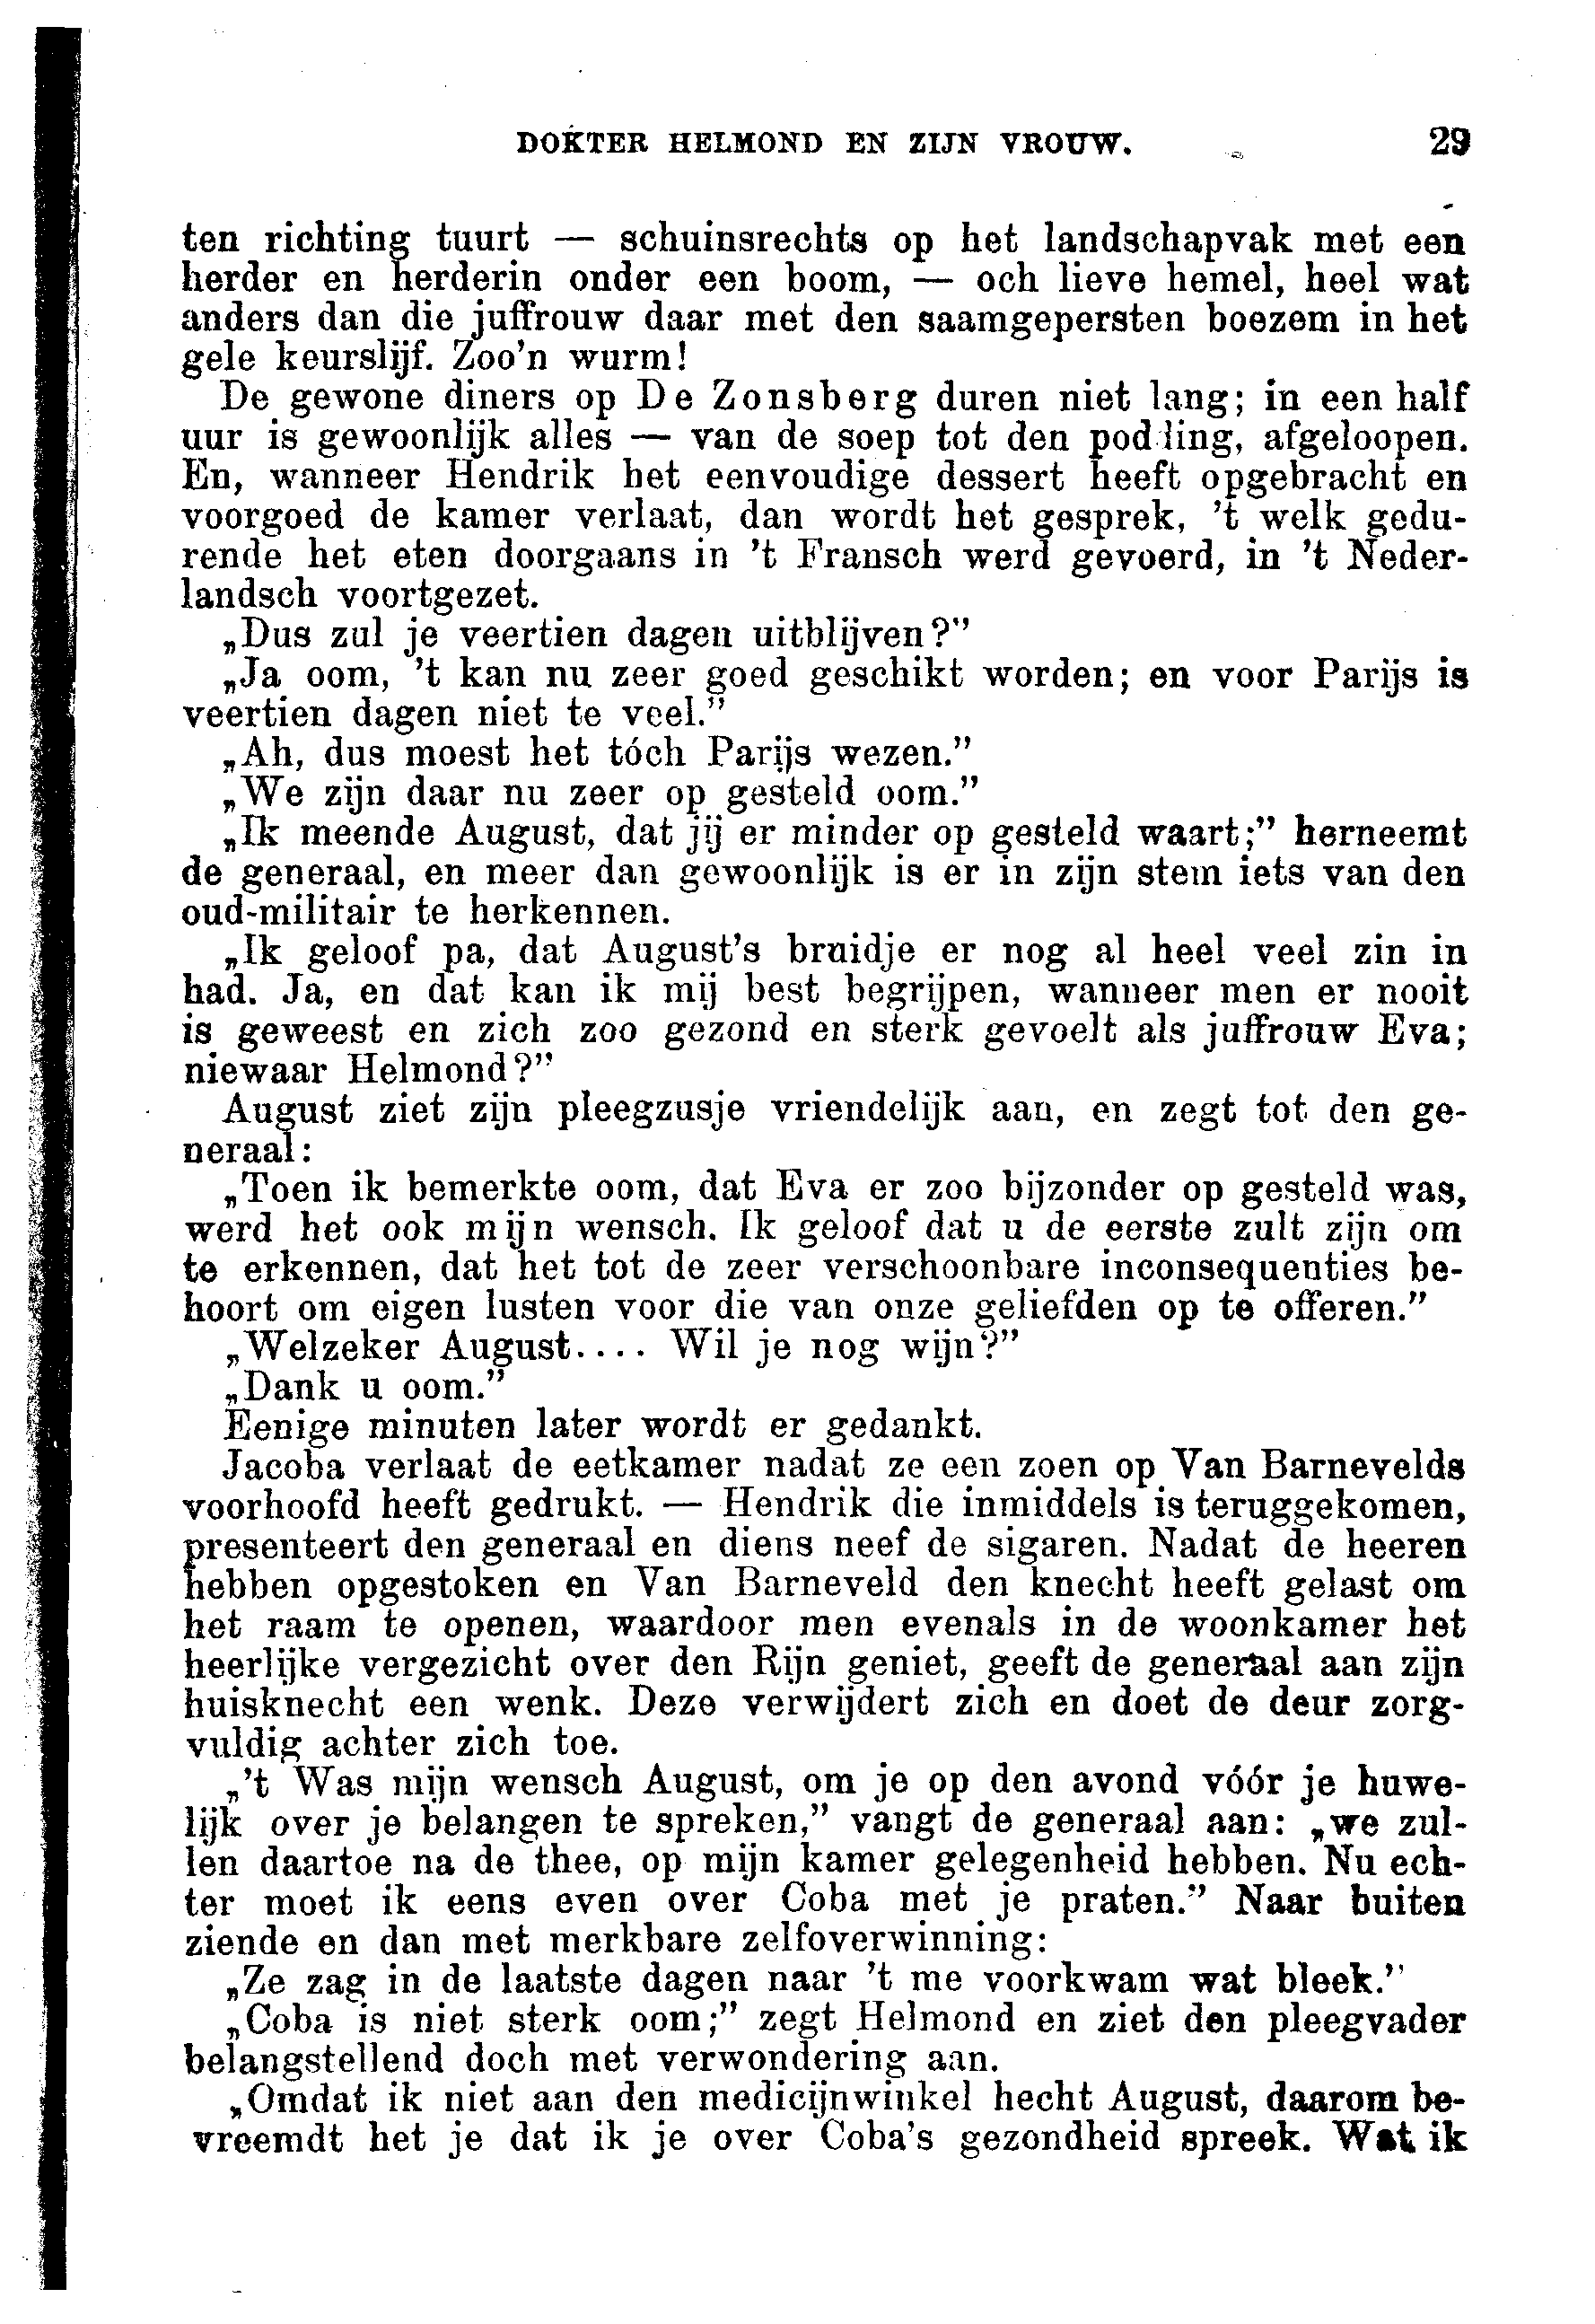 DOKTER HELMOND EN ZIJN VROUW. 29
ten richting tuurt — schuinsrechts op het landschapvak met een
herder en herderin onder een boom, — och lieve hemel, heel wat
anders dan die juffrouw daar met den saamgepersten boezem in het
gele keurslijf. Zoo'n wurm!
De gewone diners op De Zonsberg duren niet lang; in een half
uur is gewoonlijk alles — van de soep tot den podding, afgeloopen.
En, wanneer Hendrik het eenvoudige dessert heeft opgebracht en
voorgoed de kamer verlaat, dan wordt het gesprek, 't welk gedu-
rende het eten doorgaans in 't Fransch werd gevoerd, in 't Neder-
landsch voortgezet.
„Dus zul je veertien dagen uitblijven?”
„Ja oom, 't kan nu zeer goed geschikt worden; en voor Parijs is
veertien dagen niet te veel.”
„Ah, dus moest het tóch Parijs wezen.”
„We zijn daar nu zeer op gesteld oom.”
„Ik meende August, dat jij er minder op gesteld waart;” herneemt
de generaal, en meer dan gewoonlijk is er in zijn stem iets van den
oud-militair te herkennen.
„Ik geloof pa, dat August's bruidje er nog al heel veel zin in
had. Ja, en dat kan ik mij best begrijpen, wanneer men er nooit
is geweest en zich zoo gezond en sterk gevoelt als juffrouw Eva;
niewaar Helmond?”
August ziet zijn pleegzusje vriendelijk aan, en zegt tot den ge-
neraal:
„Toen ik bemerkte oom, dat Eva er zoo bijzonder op gesteld was,
werd het ook mijn wensch. Ik geloof dat u de eerste zult zijn om
te erkennen, dat het tot de zeer verschoonbare inconsequenties be-
hoort om eigen lusten voor die van onze geliefden op te offeren.”
„Welzeker August.... Wil je nog wijn?”
„Dank u oom.”
Eenige minuten later wordt er gedankt.
Jacoba verlaat de eetkamer nadat ze een zoen op Van Barnevelds
voorhoofd heeft gedrukt. — Hendrik die inmiddels is teruggekomen,
presenteert den generaal en diens neef de sigaren. Nadat de heeren
hebben opgestoken en Van Barneveld den knecht heeft gelast om
het raam te openen, waardoor men evenals in de woonkamer het
heerlijke vergezicht over den Rijn geniet, geeft de generaal aan zijn
huisknecht een wenk. Deze verwijdert zich en doet de deur zorg-
vuldig achter zich toe.
„'t Was mijn wensch August, om je op den avond vóór je huwe-
lijk over je belangen te spreken,” vangt de generaal aan: „we zul-
len daartoe na de thee, op mijn kamer gelegenheid hebben. Nu ech-
ter moet ik eens even over Coba met je praten.” Naar buiten
ziende en dan met merkbare zelfoverwinning:
„Ze zag in de laatste dagen naar 't me voorkwam wat bleek.”
„Coba is niet sterk oom;” zegt Helmond en ziet den pleegvader
belangstellend doch met verwondering aan.
„Omdat ik niet aan den medicijnwinkel hecht August, daarom be-
vreemdt het je dat ik je over Coba's gezondheid spreek. Wat ik